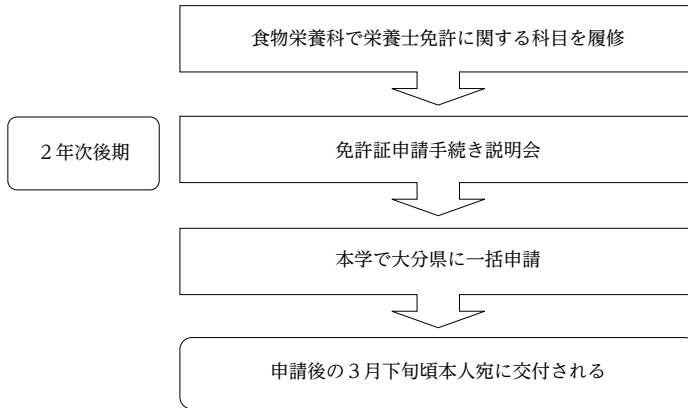 食物栄養科で栄養士免許に関する科目を履修
２年次後期
免許証申請手続き説明会
本学で大分県に一括申請
申請後の３月下旬頃本人宛に交付される